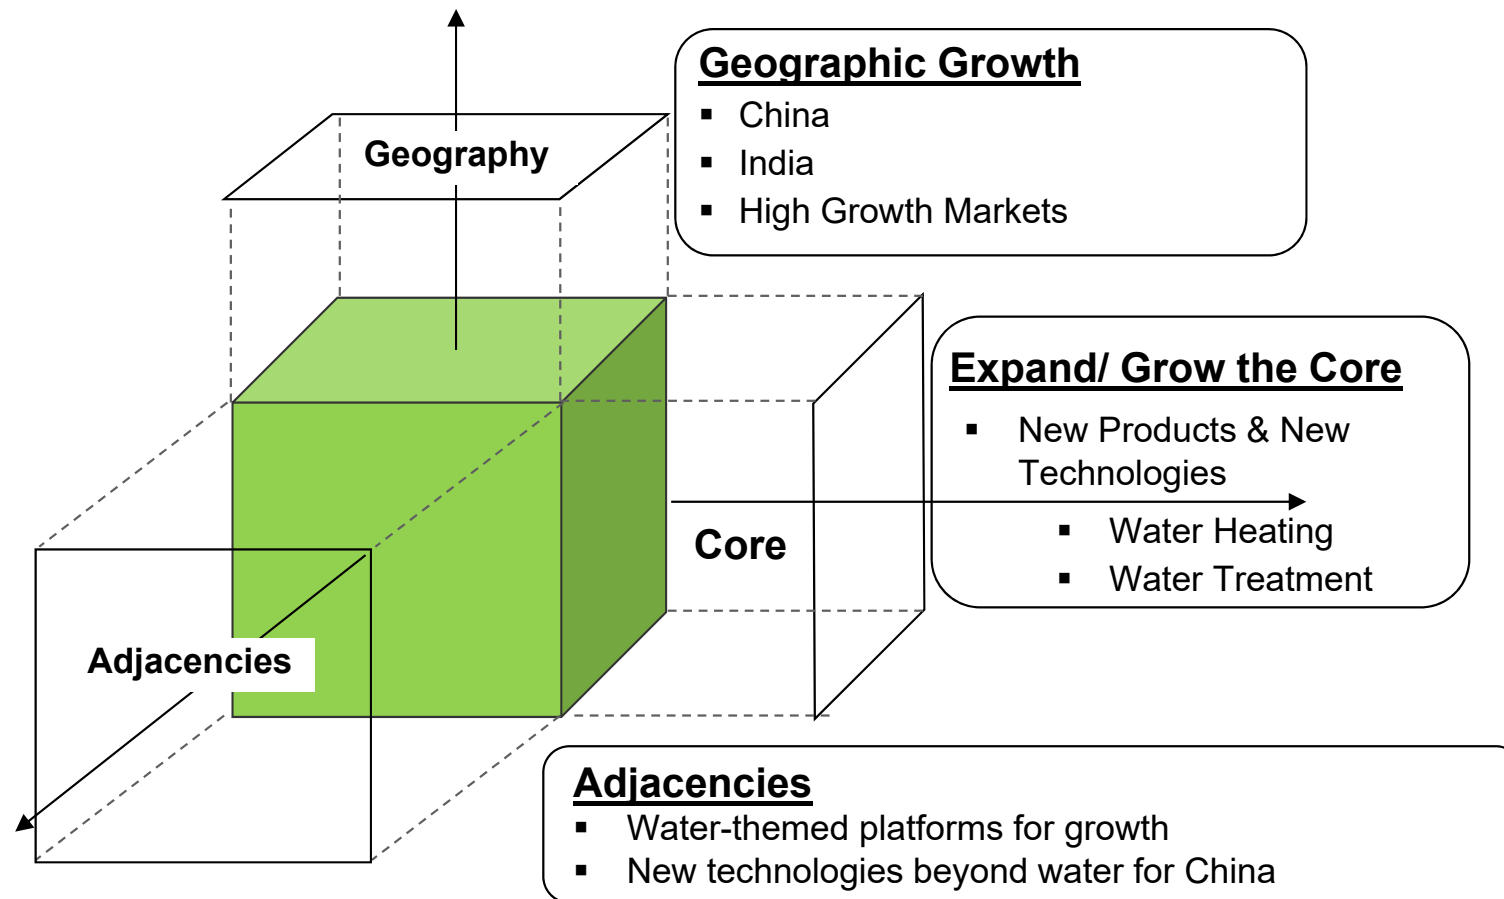 Geographic Growth
▪ China
▪ India
▪ High Growth Markets
Geography
Expand/ Grow the Core
▪ New Products & New
Technologies
▪ Water Heating
▪ Water Treatment
Core
Adjacencies
Adjacencies
▪ Water-themed platforms for growth
▪ New technologies beyond water for China